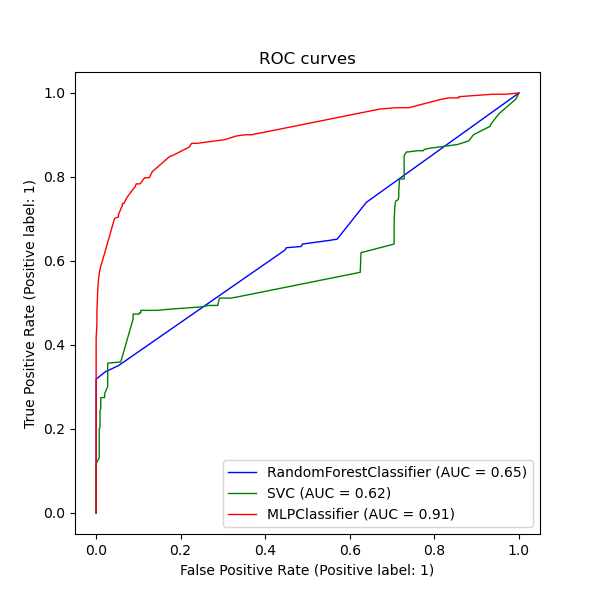 ROC curves
True Positive Rate (Positive label: 1)
1.0
0.8
0.6
0.4
0.2
0.0
RandomForestClassifier (AUC = 0.65)
SVC (AUC = 0.62)
MLPClassifier (AUC = 0.91)
0.0 0.2 0.4 0.6 0.8 1.0
False Positive Rate (Positive label: 1)